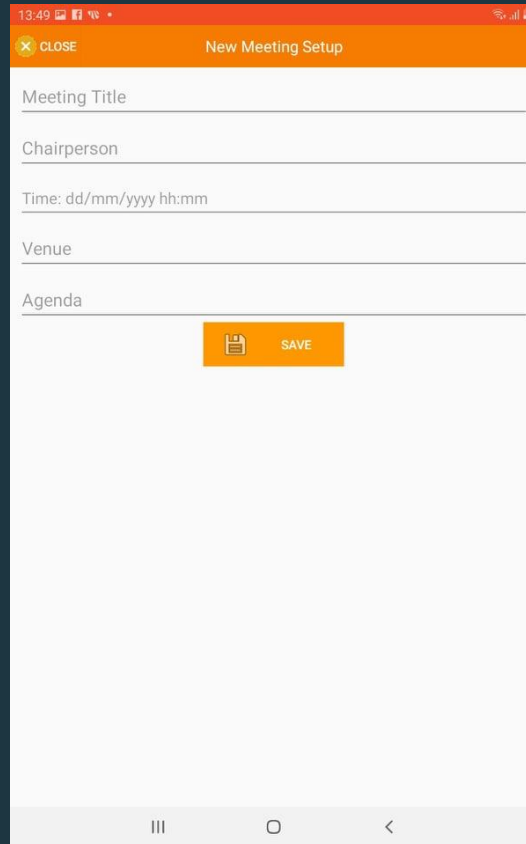 13:49
CLOSE
New Meeting Setup
Meeting Title
Chairperson
Time: dd/mm/yyyy hh:mm
Venue
Agenda
SAVE